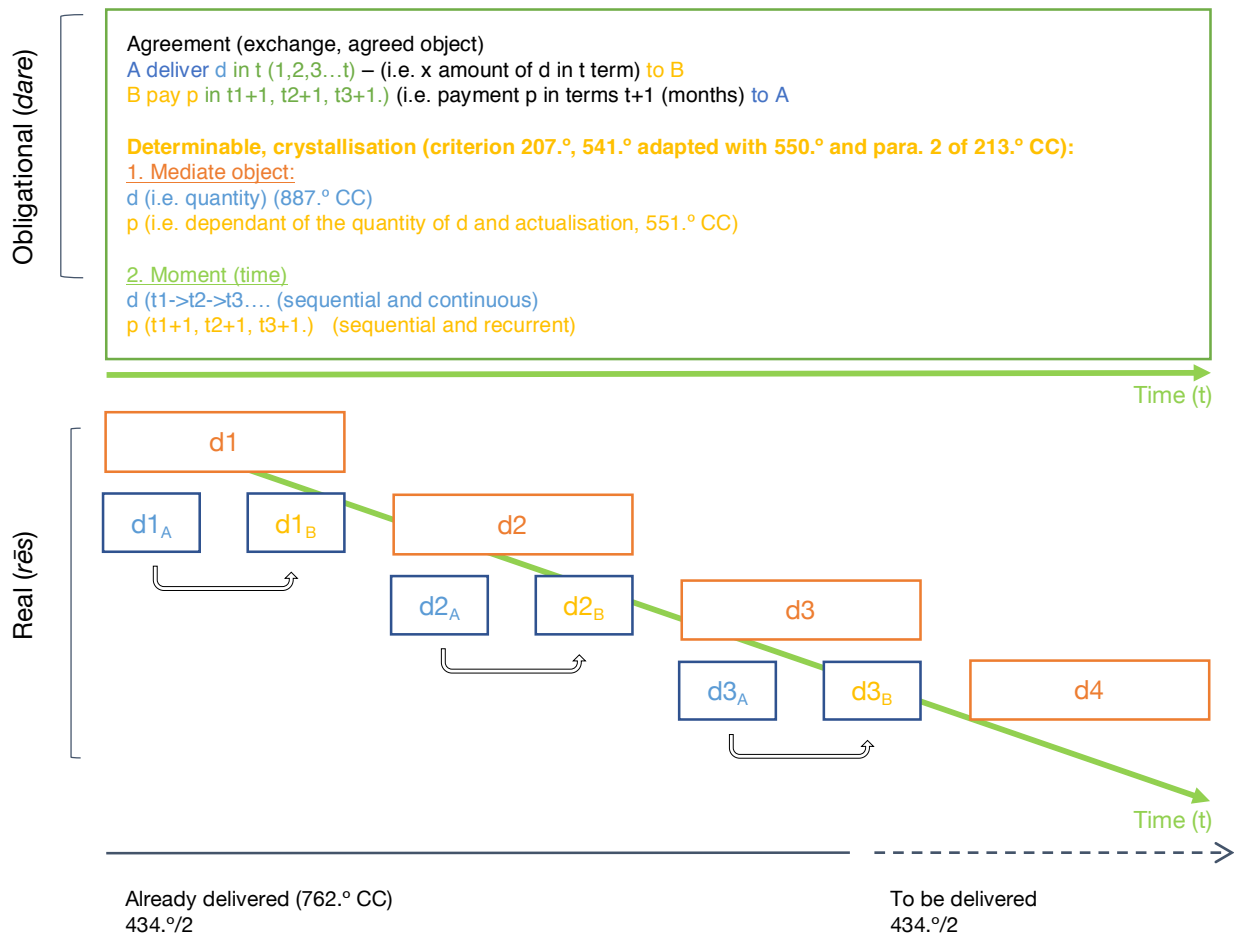 Obligational (dare)
Agreement (exchange, agreed object)
A deliver d in t (1,2,3…t) – (i.e. x amount of d in t term) to B
B pay p in t1+1, t2+1, t3+1.) (i.e. payment p in terms t+1 (months) to A
Determinable, crystallisation (criterion 207.º, 541.º adapted with 550.º and para. 2 of 213.º CC):
1. Mediate object:
d (i.e. quantity) (887.º CC)
p (i.e. dependant of the quantity of d and actualisation, 551.º CC)
2. Moment (time)
d (t1->t2->t3…. (sequential and continuous)
p (t1+1, t2+1, t3+1.) (sequential and recurrent)
Time (t)
Real (rēs)
d1
d1A
d1B
d2
d2A
d2B
d3
d3A
d3B
d4
Time (t)
Already delivered (762.º CC)
434.º/2
To be delivered
434.º/2